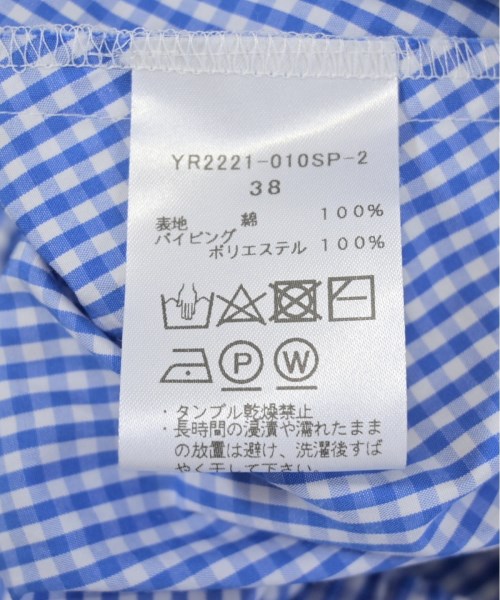 YR2221-010SP-2
38
表地 綿 100%
パイピング
ポリエステル 100%
P W
・タンブル乾燥禁止
・長時間の浸漬や濡れたまま
の放置は避け、洗濯後すば
やく干して下さい。